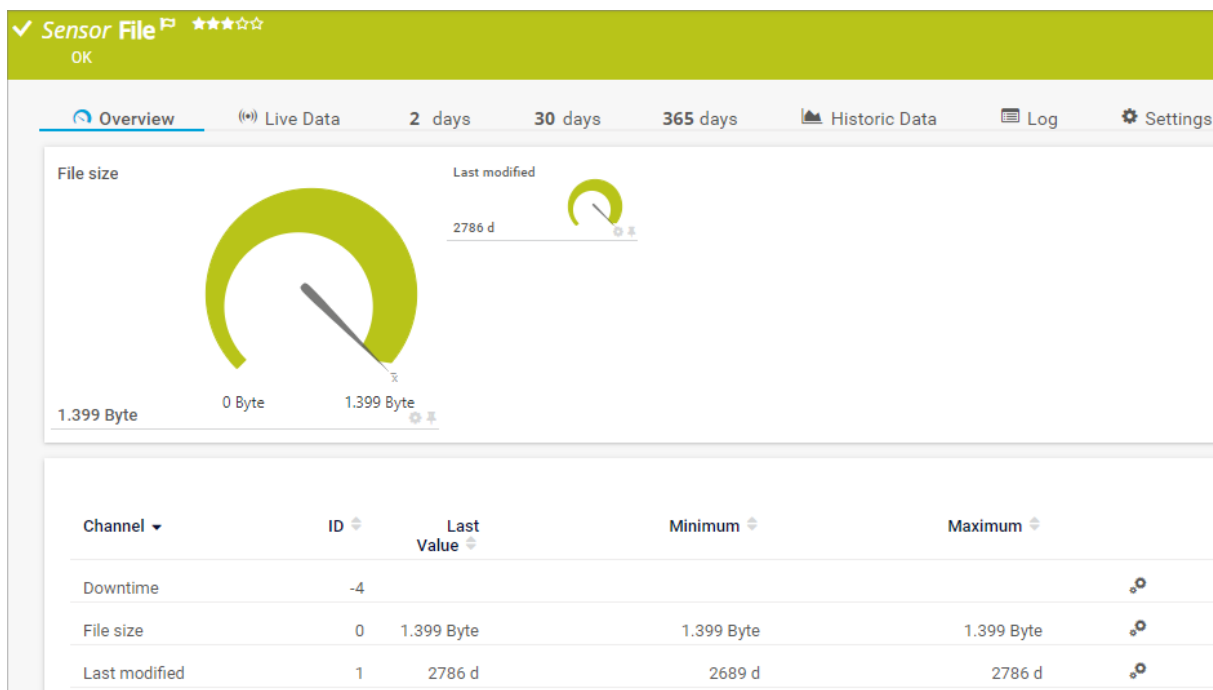 Sensor File
OK
Overview Live Data 2 days 30 days 365 days Historic Data Log Settings
File size
Last modified
2786 d
x̄
0 Byte 1.399 Byte
1.399 Byte
Channel ID Last Value Minimum Maximum
Downtime -4
File size 0 1.399 Byte 1.399 Byte 1.399 Byte
Last modified 1 2786 d 2689 d 2786 d